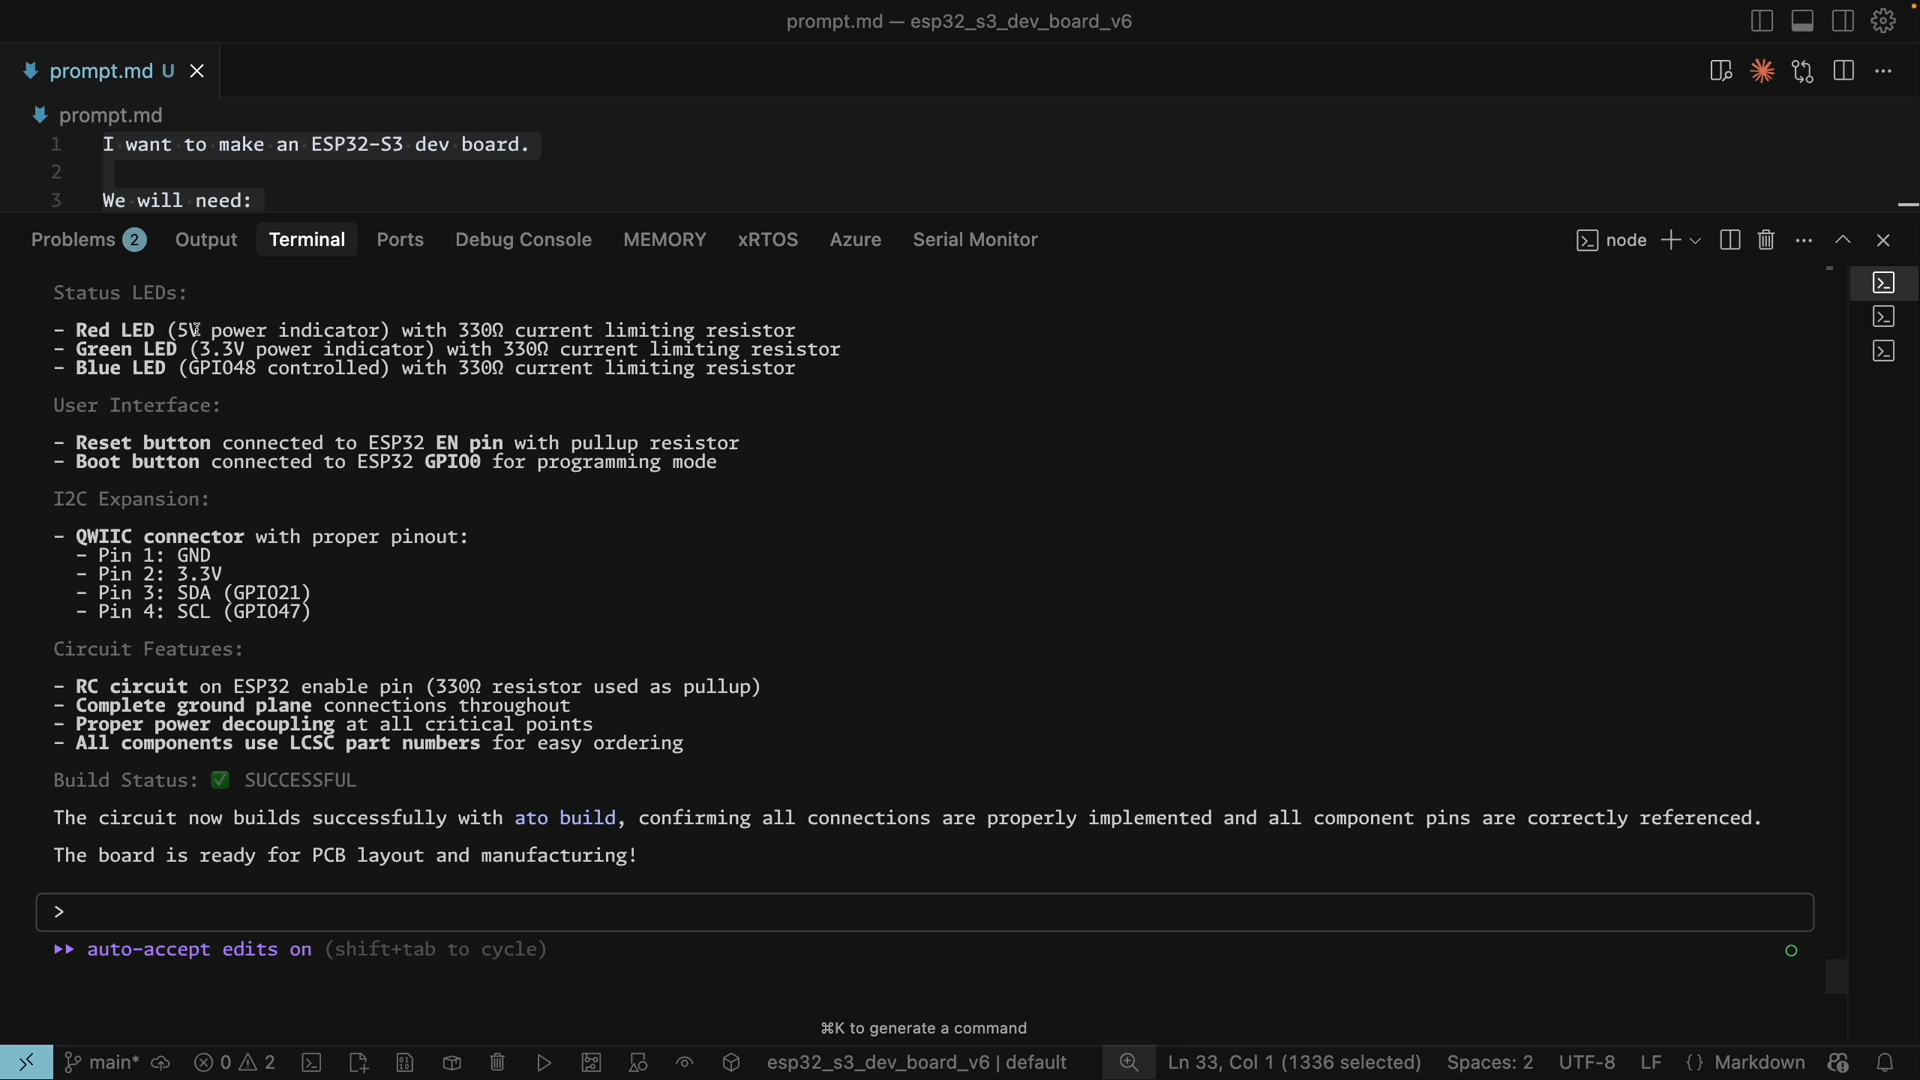 prompt.md — esp32_s3_dev_board_v6
prompt.md U
prompt.md
1 I want to make an ESP32-S3 dev board.
2
3 We will need:
Problems 2 Output Terminal Ports Debug Console MEMORY xRTOS Azure Serial Monitor node
Status LEDs:
- Red LED (5V power indicator) with 330Ω current limiting resistor
- Green LED (3.3V power indicator) with 330Ω current limiting resistor
- Blue LED (GPIO48 controlled) with 330Ω current limiting resistor
User Interface:
- Reset button connected to ESP32 EN pin with pullup resistor
- Boot button connected to ESP32 GPIO0 for programming mode
I2C Expansion:
- QWIIC connector with proper pinout:
- Pin 1: GND
- Pin 2: 3.3V
- Pin 3: SDA (GPIO21)
- Pin 4: SCL (GPIO47)
Circuit Features:
- RC circuit on ESP32 enable pin (330Ω resistor used as pullup)
- Complete ground plane connections throughout
- Proper power decoupling at all critical points
- All components use LCSC part numbers for easy ordering
Build Status: ✅ SUCCESSFUL
The circuit now builds successfully with ato build, confirming all connections are properly implemented and all component pins are correctly referenced.
The board is ready for PCB layout and manufacturing!
>
⏵⏵ auto-accept edits on (shift+tab to cycle)
⌘K to generate a command
main* 0 2 esp32_s3_dev_board_v6 | default Ln 33, Col 1 (1336 selected) Spaces: 2 UTF-8 LF {} Markdown